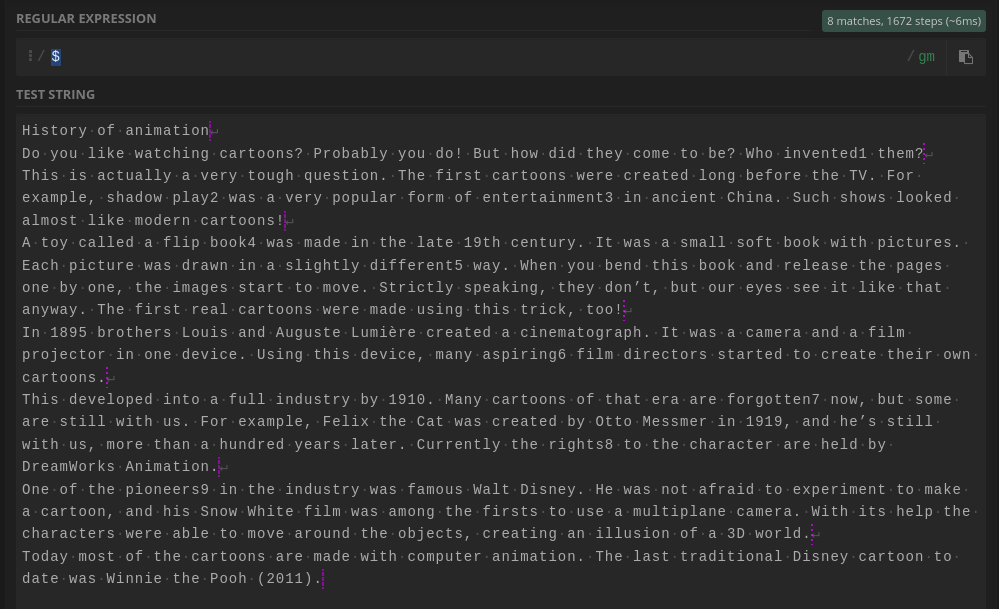 REGULAR EXPRESSION
8 matches, 1672 steps (~6ms)
/ $ / gm
TEST STRING
History of animation
Do you like watching cartoons? Probably you do! But how did they come to be? Who invented1 them?
This is actually a very tough question. The first cartoons were created long before the TV. For
example, shadow play2 was a very popular form of entertainment3 in ancient China. Such shows looked
almost like modern cartoons!
A toy called a flip book4 was made in the late 19th century. It was a small soft book with pictures.
Each picture was drawn in a slightly different5 way. When you bend this book and release the pages
one by one, the images start to move. Strictly speaking, they don’t, but our eyes see it like that
anyway. The first real cartoons were made using this trick, too!
In 1895 brothers Louis and Auguste Lumière created a cinematograph. It was a camera and a film
projector in one device. Using this device, many aspiring6 film directors started to create their own
cartoons.
This developed into a full industry by 1910. Many cartoons of that era are forgotten7 now, but some
are still with us. For example, Felix the Cat was created by Otto Messmer in 1919, and he’s still
with us, more than a hundred years later. Currently the rights8 to the character are held by
DreamWorks Animation.
One of the pioneers9 in the industry was famous Walt Disney. He was not afraid to experiment to make
a cartoon, and his Snow White film was among the firsts to use a multiplane camera. With its help the
characters were able to move around the objects, creating an illusion of a 3D world.
Today most of the cartoons are made with computer animation. The last traditional Disney cartoon to
date was Winnie the Pooh (2011).